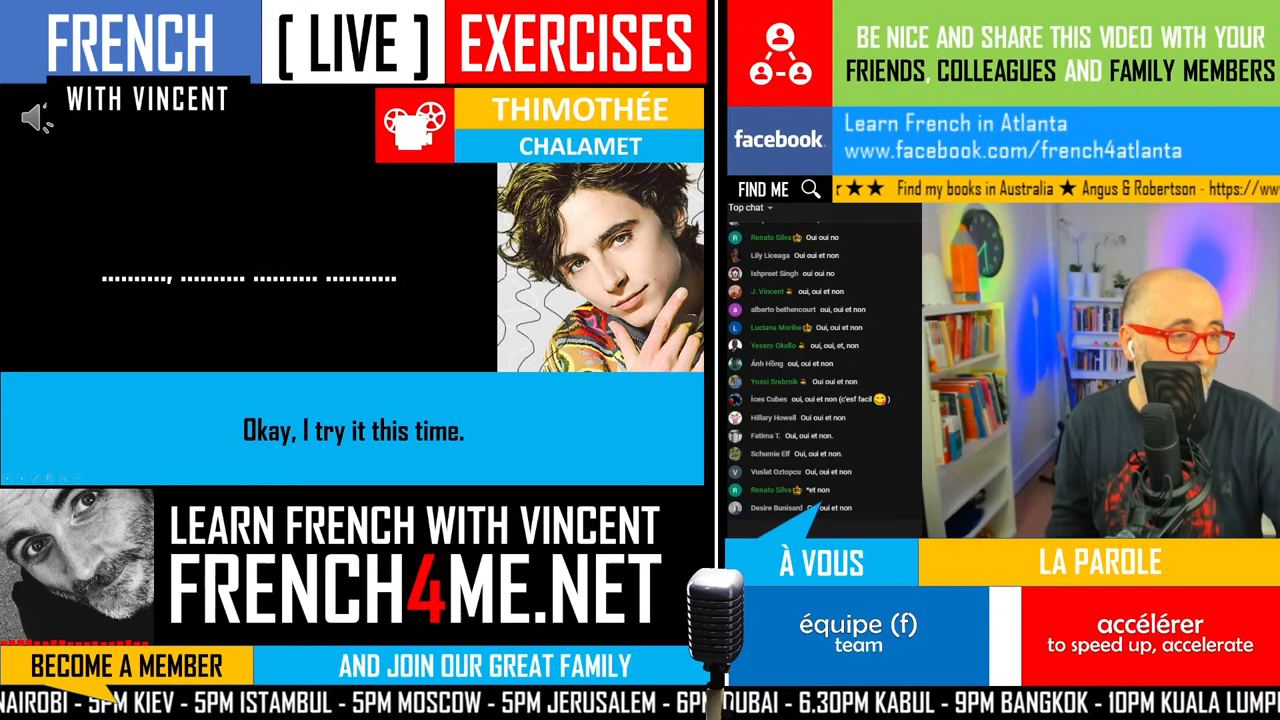 FRENCH
[ LIVE ]
EXERCISES
WITH VINCENT
THIMOTHÉE
CHALAMET
.........., .......... .......... ...........
Okay, I try it this time.
LEARN FRENCH WITH VINCENT
FRENCH4ME.NET
BECOME A MEMBER
AND JOIN OUR GREAT FAMILY
BE NICE AND SHARE THIS VIDEO WITH YOUR
FRIENDS, COLLEAGUES AND FAMILY MEMBERS
facebook
Learn French in Atlanta
www.facebook.com/french4atlanta
FIND ME
★★ Find my books in Australia ★ Angus & Robertson - https://ww
Top chat
Renato Silva Oui oui no
Lily Liceaga Oui oui non
Ishpreet Singh oui oui no
J. Vincent oui, oui et non
alberto bethencourt oui, oui et non
Luciana Moribe Oui, oui et non
Yesero Okello oui, oui, et, non
Ánh Hồng oui, oui et non
Yossi Srebrnik Oui oui et non
İces Cubes oui, oui et non (c'esf facil 😋 )
Hillary Howell Oui oui et non
Fatima T. Oui, oui et non.
Schumie Elf Oui, oui et non.
Vuslat Oztopcu Oui, oui et non
Renato Silva *et non
Desire Bunisard oui et non
À VOUS
LA PAROLE
équipe (f)
team
accélérer
to speed up, accelerate
NAIROBI - 5PM KIEV - 5PM ISTAMBUL - 5PM MOSCOW - 5PM JERUSALEM - 6PM DUBAI - 6.30PM KABUL - 9PM BANGKOK - 10PM KUALA LUMPU